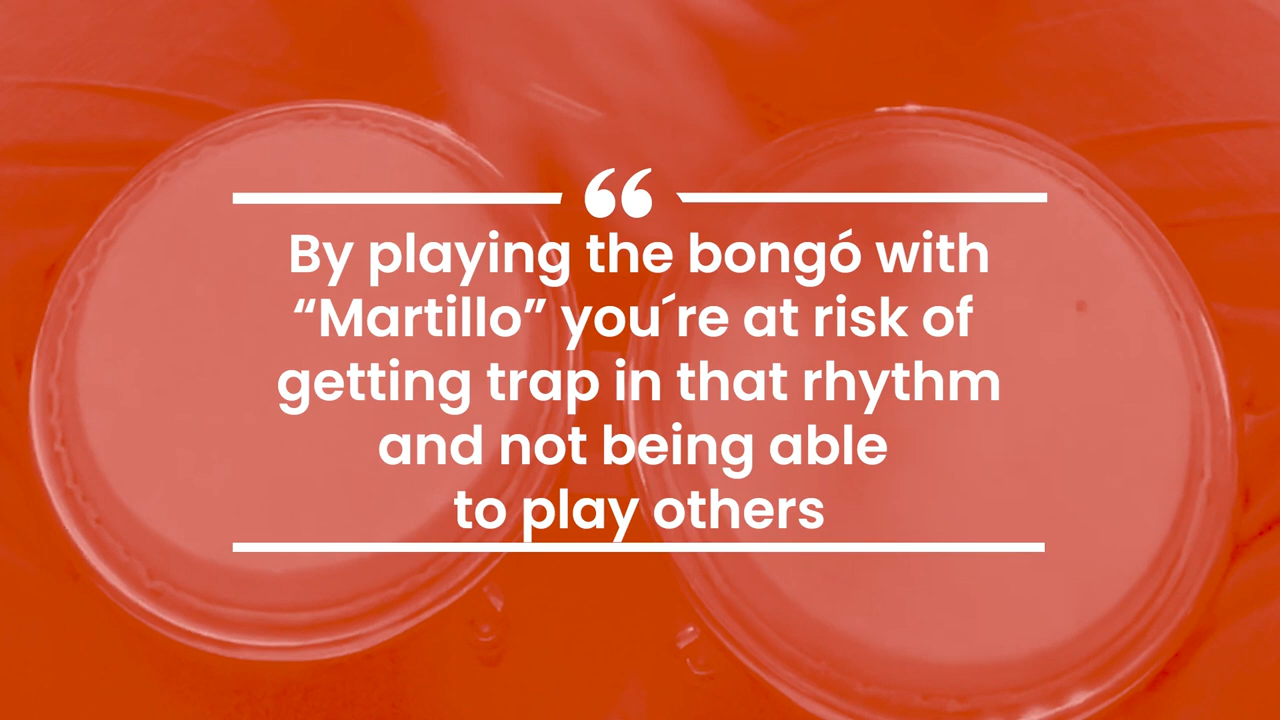 “
By playing the bongó with
“Martillo” you´re at risk of
getting trap in that rhythm
and not being able
to play others